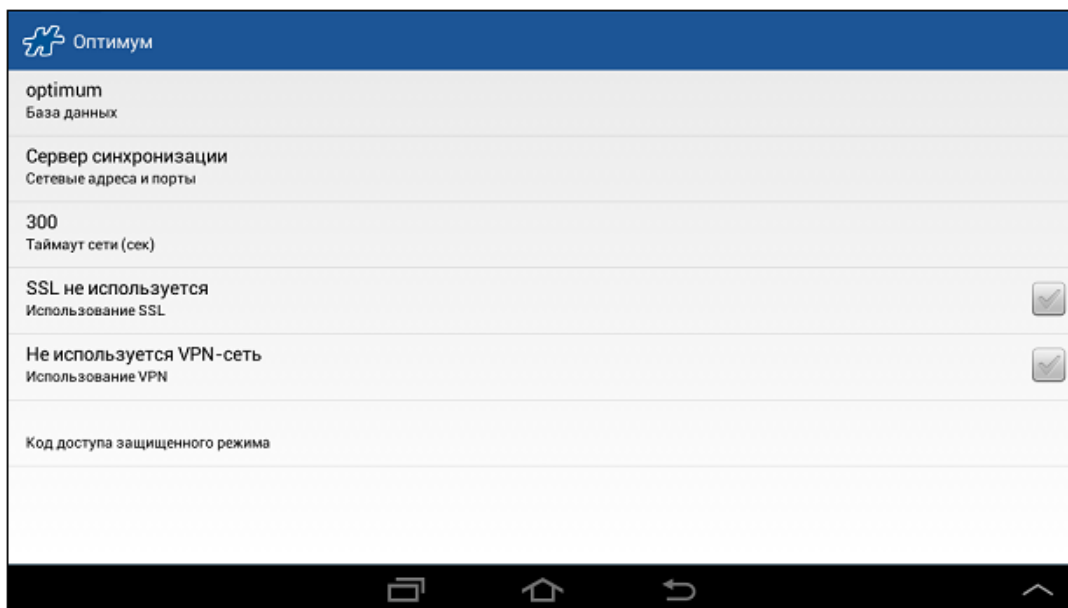 Оптимум
optimum
База данных
Сервер синхронизации
Сетевые адреса и порты
300
Таймаут сети (сек)
SSL не используется
Использование SSL
Не используется VPN-сеть
Использование VPN
Код доступа защищенного режима